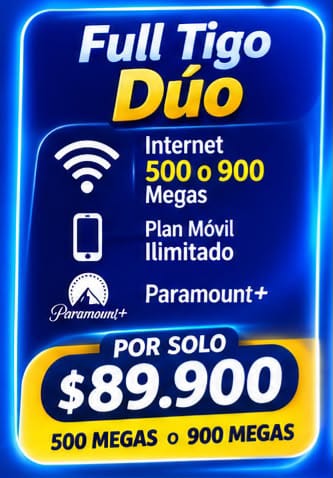 Full Tigo
Dúo
Internet
500 o 900
Megas
Plan Móvil
Ilimitado
Paramount+
Paramount+
POR SOLO
$89.900
500 MEGAS o 900 MEGAS